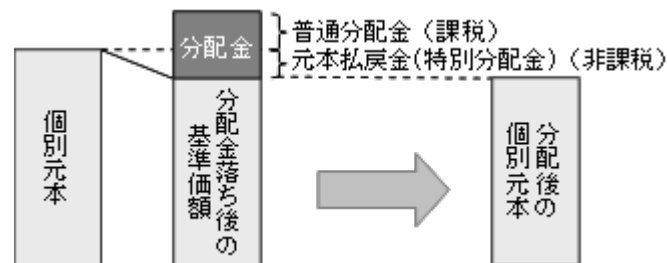 分配金
普通分配金（課税）
元本払戻金(特別分配金)（非課税）
個別元本
分配金落ち後の
基準価額
分配後の
個別元本